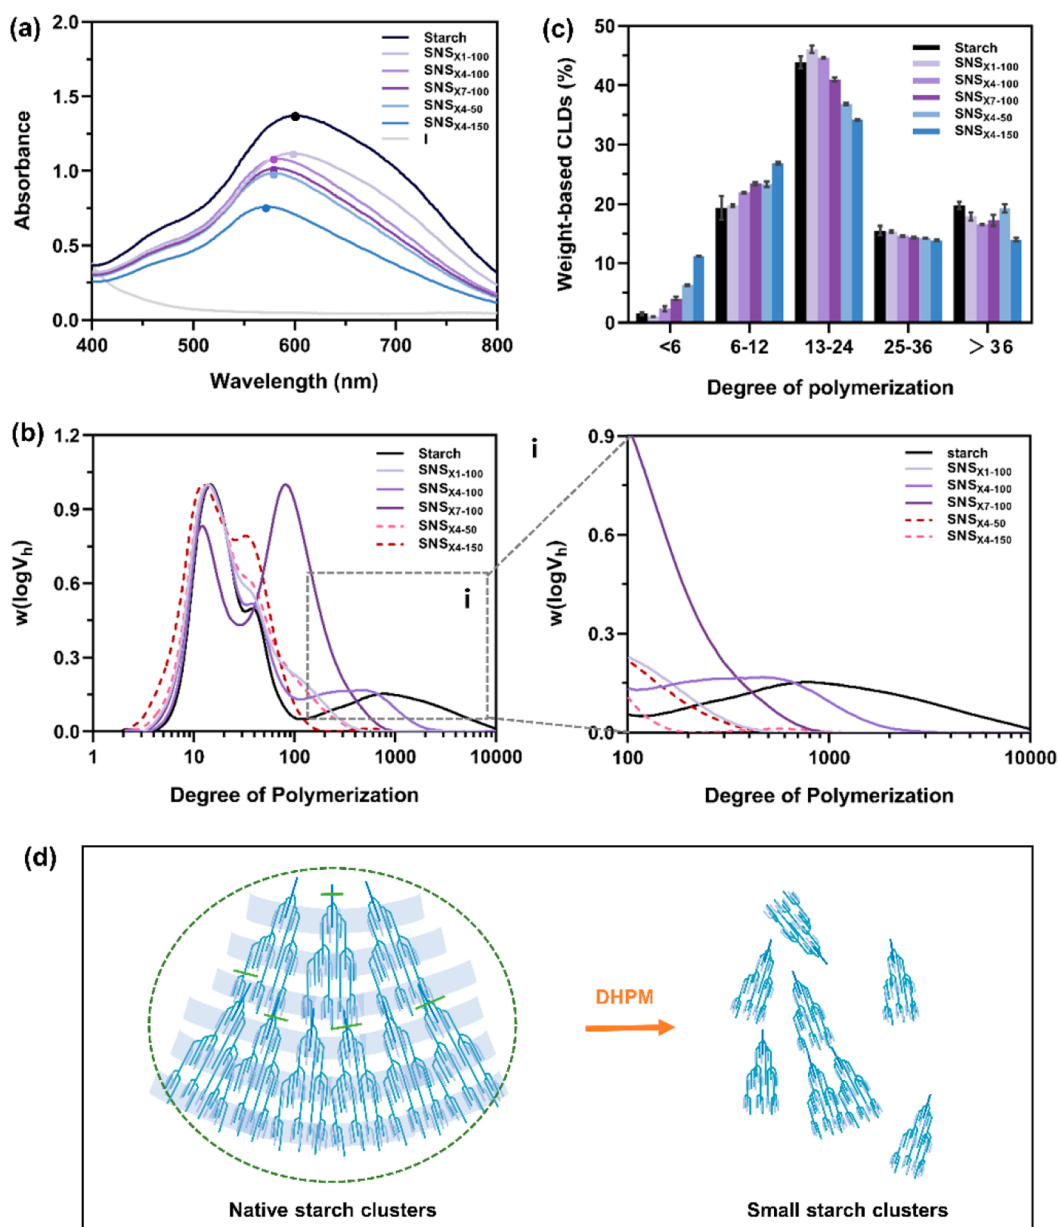 (a)
2.0
1.5
1.0
0.5
0.0
Absorbance
400 500 600 700 800
Wavelength (nm)
Starch
SNSX1-100
SNSX4-100
SNSX7-100
SNSX4-50
SNSX4-150
I
(c)
50
40
30
20
10
0
Weight-based CLDs (%)
<6 6-12 13-24 25-36 > 36
Degree of polymerization
Starch
SNSX1-100
SNSX4-100
SNSX7-100
SNSX4-50
SNSX4-150
(b)
1.2
0.9
0.6
0.3
0.0
w(logVh)
1 10 100 1000 10000
Degree of Polymerization
Starch
SNSX1-100
SNSX4-100
SNSX7-100
SNSX4-50
SNSX4-150
i
i
0.9
0.6
0.3
0.0
w(logVh)
100 1000 10000
Degree of Polymerization
starch
SNSX1-100
SNSX4-100
SNSX7-100
SNSX4-50
SNSX4-150
(d)
DHPM
Native starch clusters
Small starch clusters